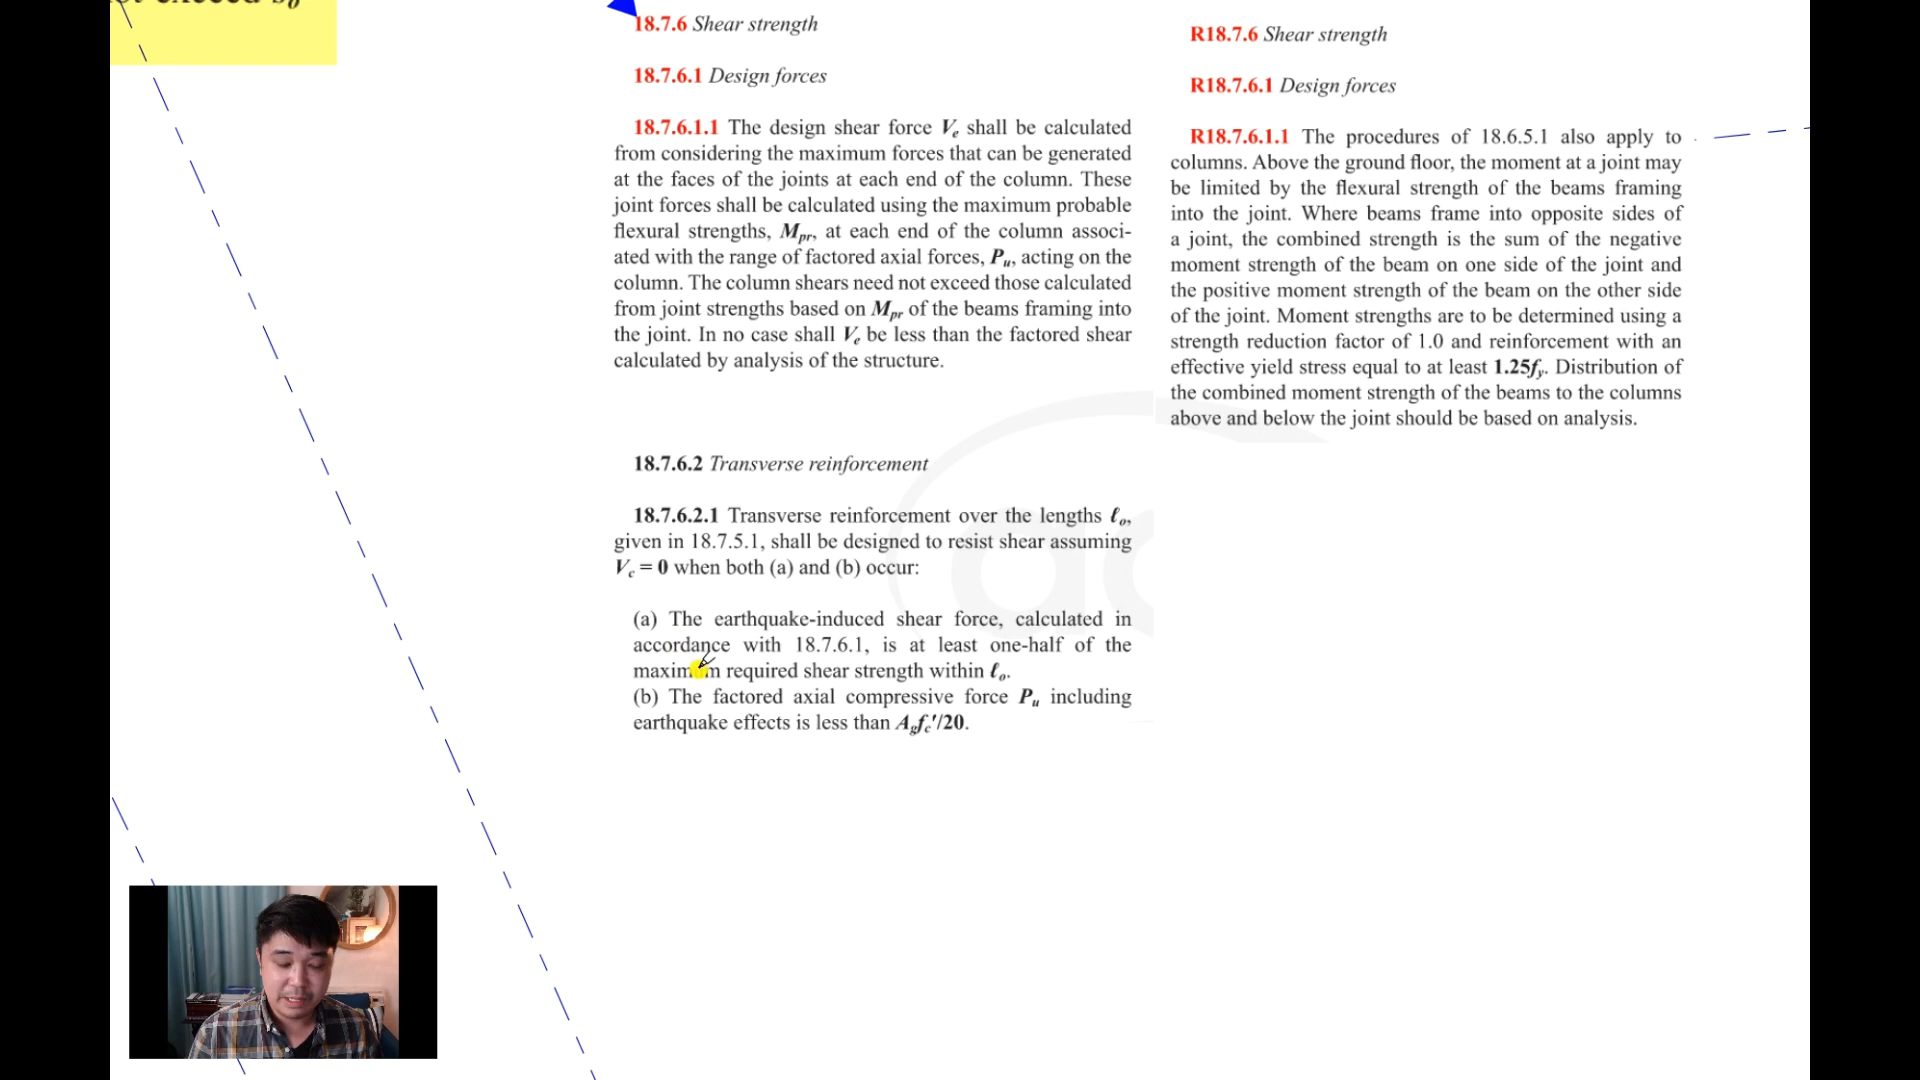 18.7.6 Shear strength
18.7.6.1 Design forces
18.7.6.1.1 The design shear force Ve shall be calculated
from considering the maximum forces that can be generated
at the faces of the joints at each end of the column. These
joint forces shall be calculated using the maximum probable
flexural strengths, Mpr, at each end of the column associ-
ated with the range of factored axial forces, Pu, acting on the
column. The column shears need not exceed those calculated
from joint strengths based on Mpr of the beams framing into
the joint. In no case shall Ve be less than the factored shear
calculated by analysis of the structure.
18.7.6.2 Transverse reinforcement
18.7.6.2.1 Transverse reinforcement over the lengths ℓo,
given in 18.7.5.1, shall be designed to resist shear assuming
Vc = 0 when both (a) and (b) occur:
(a) The earthquake-induced shear force, calculated in
accordance with 18.7.6.1, is at least one-half of the
maximum required shear strength within ℓo.
(b) The factored axial compressive force Pu including
earthquake effects is less than Agfc′/20.
R18.7.6 Shear strength
R18.7.6.1 Design forces
R18.7.6.1.1 The procedures of 18.6.5.1 also apply to
columns. Above the ground floor, the moment at a joint may
be limited by the flexural strength of the beams framing
into the joint. Where beams frame into opposite sides of
a joint, the combined strength is the sum of the negative
moment strength of the beam on one side of the joint and
the positive moment strength of the beam on the other side
of the joint. Moment strengths are to be determined using a
strength reduction factor of 1.0 and reinforcement with an
effective yield stress equal to at least 1.25fy. Distribution of
the combined moment strength of the beams to the columns
above and below the joint should be based on analysis.